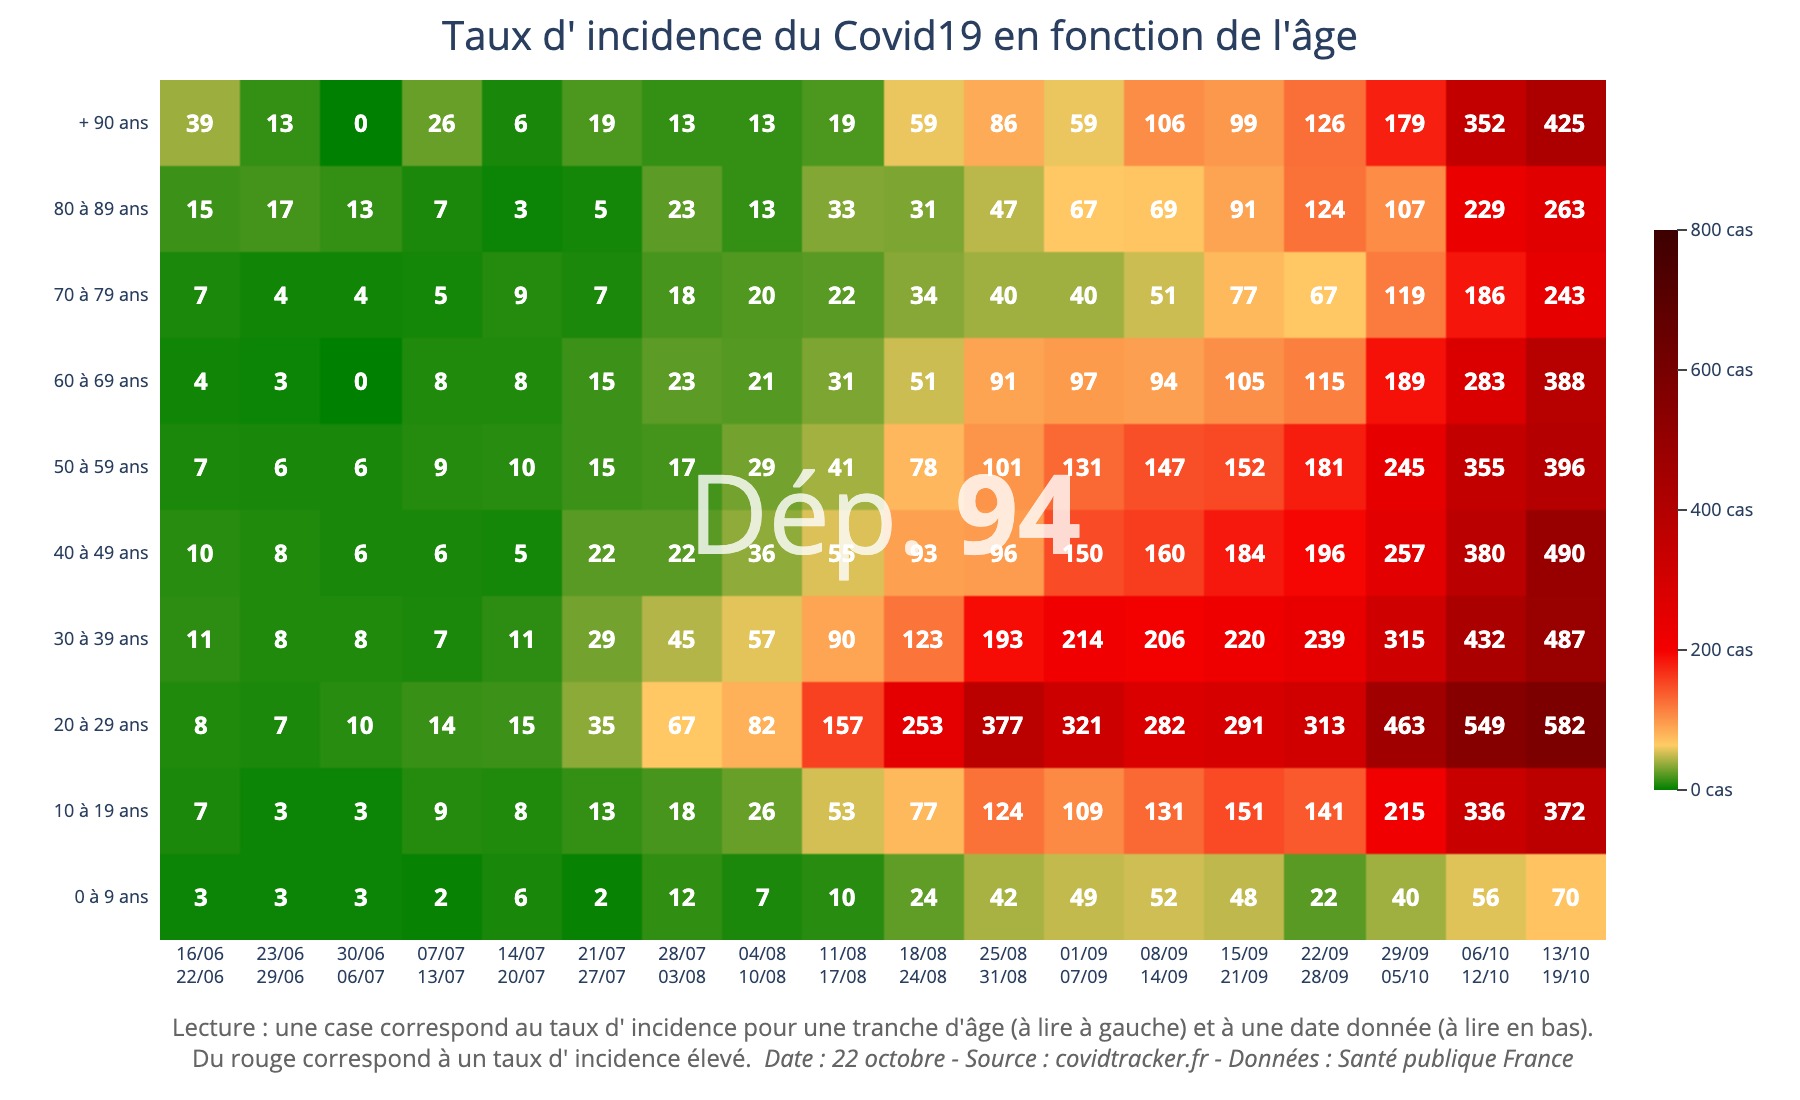 Taux d' incidence du Covid19 en fonction de l'âge
+ 90 ans 39 13 0 26 6 19 13 13 19 59 86 59 106 99 126 179 352 425
80 à 89 ans 15 17 13 7 3 5 23 13 33 31 47 67 69 91 124 107 229 263
70 à 79 ans 7 4 4 5 9 7 18 20 22 34 40 40 51 77 67 119 186 243
60 à 69 ans 4 3 0 8 8 15 23 21 31 51 91 97 94 105 115 189 283 388
50 à 59 ans 7 6 6 9 10 15 17 29 41 78 101 131 147 152 181 245 355 396
Dép. 94
40 à 49 ans 10 8 6 6 5 22 22 36 55 93 96 150 160 184 196 257 380 490
30 à 39 ans 11 8 8 7 11 29 45 57 90 123 193 214 206 220 239 315 432 487
20 à 29 ans 8 7 10 14 15 35 67 82 157 253 377 321 282 291 313 463 549 582
10 à 19 ans 7 3 3 9 8 13 18 26 53 77 124 109 131 151 141 215 336 372
0 à 9 ans 3 3 3 2 6 2 12 7 10 24 42 49 52 48 22 40 56 70
16/06 23/06 30/06 07/07 14/07 21/07 28/07 04/08 11/08 18/08 25/08 01/09 08/09 15/09 22/09 29/09 06/10 13/10
22/06 29/06 06/07 13/07 20/07 27/07 03/08 10/08 17/08 24/08 31/08 07/09 14/09 21/09 28/09 05/10 12/10 19/10
800 cas
600 cas
400 cas
200 cas
0 cas
Lecture : une case correspond au taux d' incidence pour une tranche d'âge (à lire à gauche) et à une date donnée (à lire en bas).
Du rouge correspond à un taux d' incidence élevé. Date : 22 octobre - Source : covidtracker.fr - Données : Santé publique France